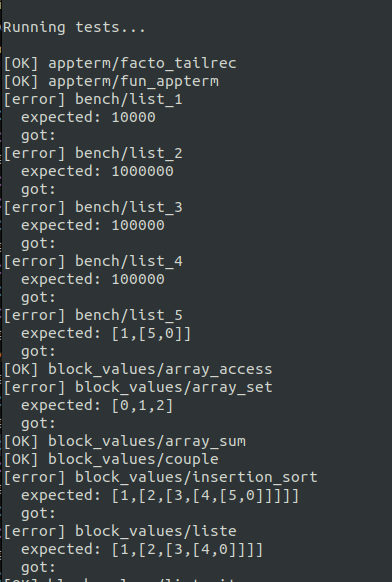 Running tests...
[OK] appterm/facto_tailrec
[OK] appterm/fun_appterm
[error] bench/list_1
expected: 10000
got:
[error] bench/list_2
expected: 1000000
got:
[error] bench/list_3
expected: 100000
got:
[error] bench/list_4
expected: 100000
got:
[error] bench/list_5
expected: [1,[5,0]]
got:
[OK] block_values/array_access
[error] block_values/array_set
expected: [0,1,2]
got:
[OK] block_values/array_sum
[OK] block_values/couple
[error] block_values/insertion_sort
expected: [1,[2,[3,[4,[5,0]]]]]
got:
[error] block_values/liste
expected: [1,[2,[3,[4,0]]]]
got: